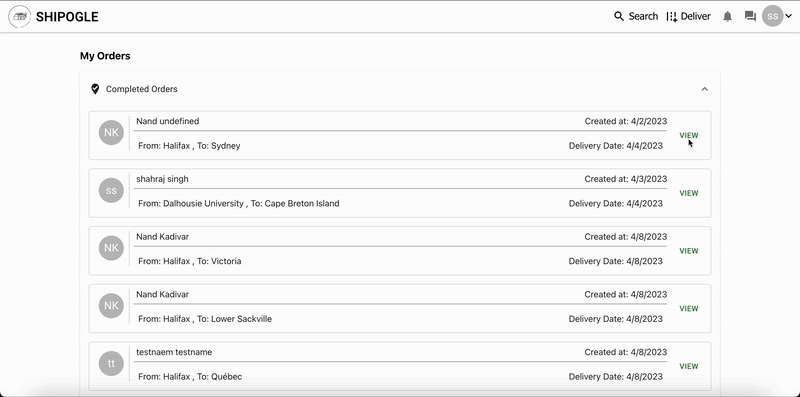 SHIPOGLE
Search Deliver SS
My Orders
Completed Orders
NK Nand undefined Created at: 4/2/2023 VIEW
From: Halifax , To: Sydney Delivery Date: 4/4/2023
ss shahraj singh Created at: 4/3/2023 VIEW
From: Dalhousie University , To: Cape Breton Island Delivery Date: 4/4/2023
NK Nand Kadivar Created at: 4/8/2023 VIEW
From: Halifax , To: Victoria Delivery Date: 4/8/2023
NK Nand Kadivar Created at: 4/8/2023 VIEW
From: Halifax , To: Lower Sackville Delivery Date: 4/8/2023
tt testnaem testname Created at: 4/8/2023 VIEW
From: Halifax , To: Québec Delivery Date: 4/8/2023